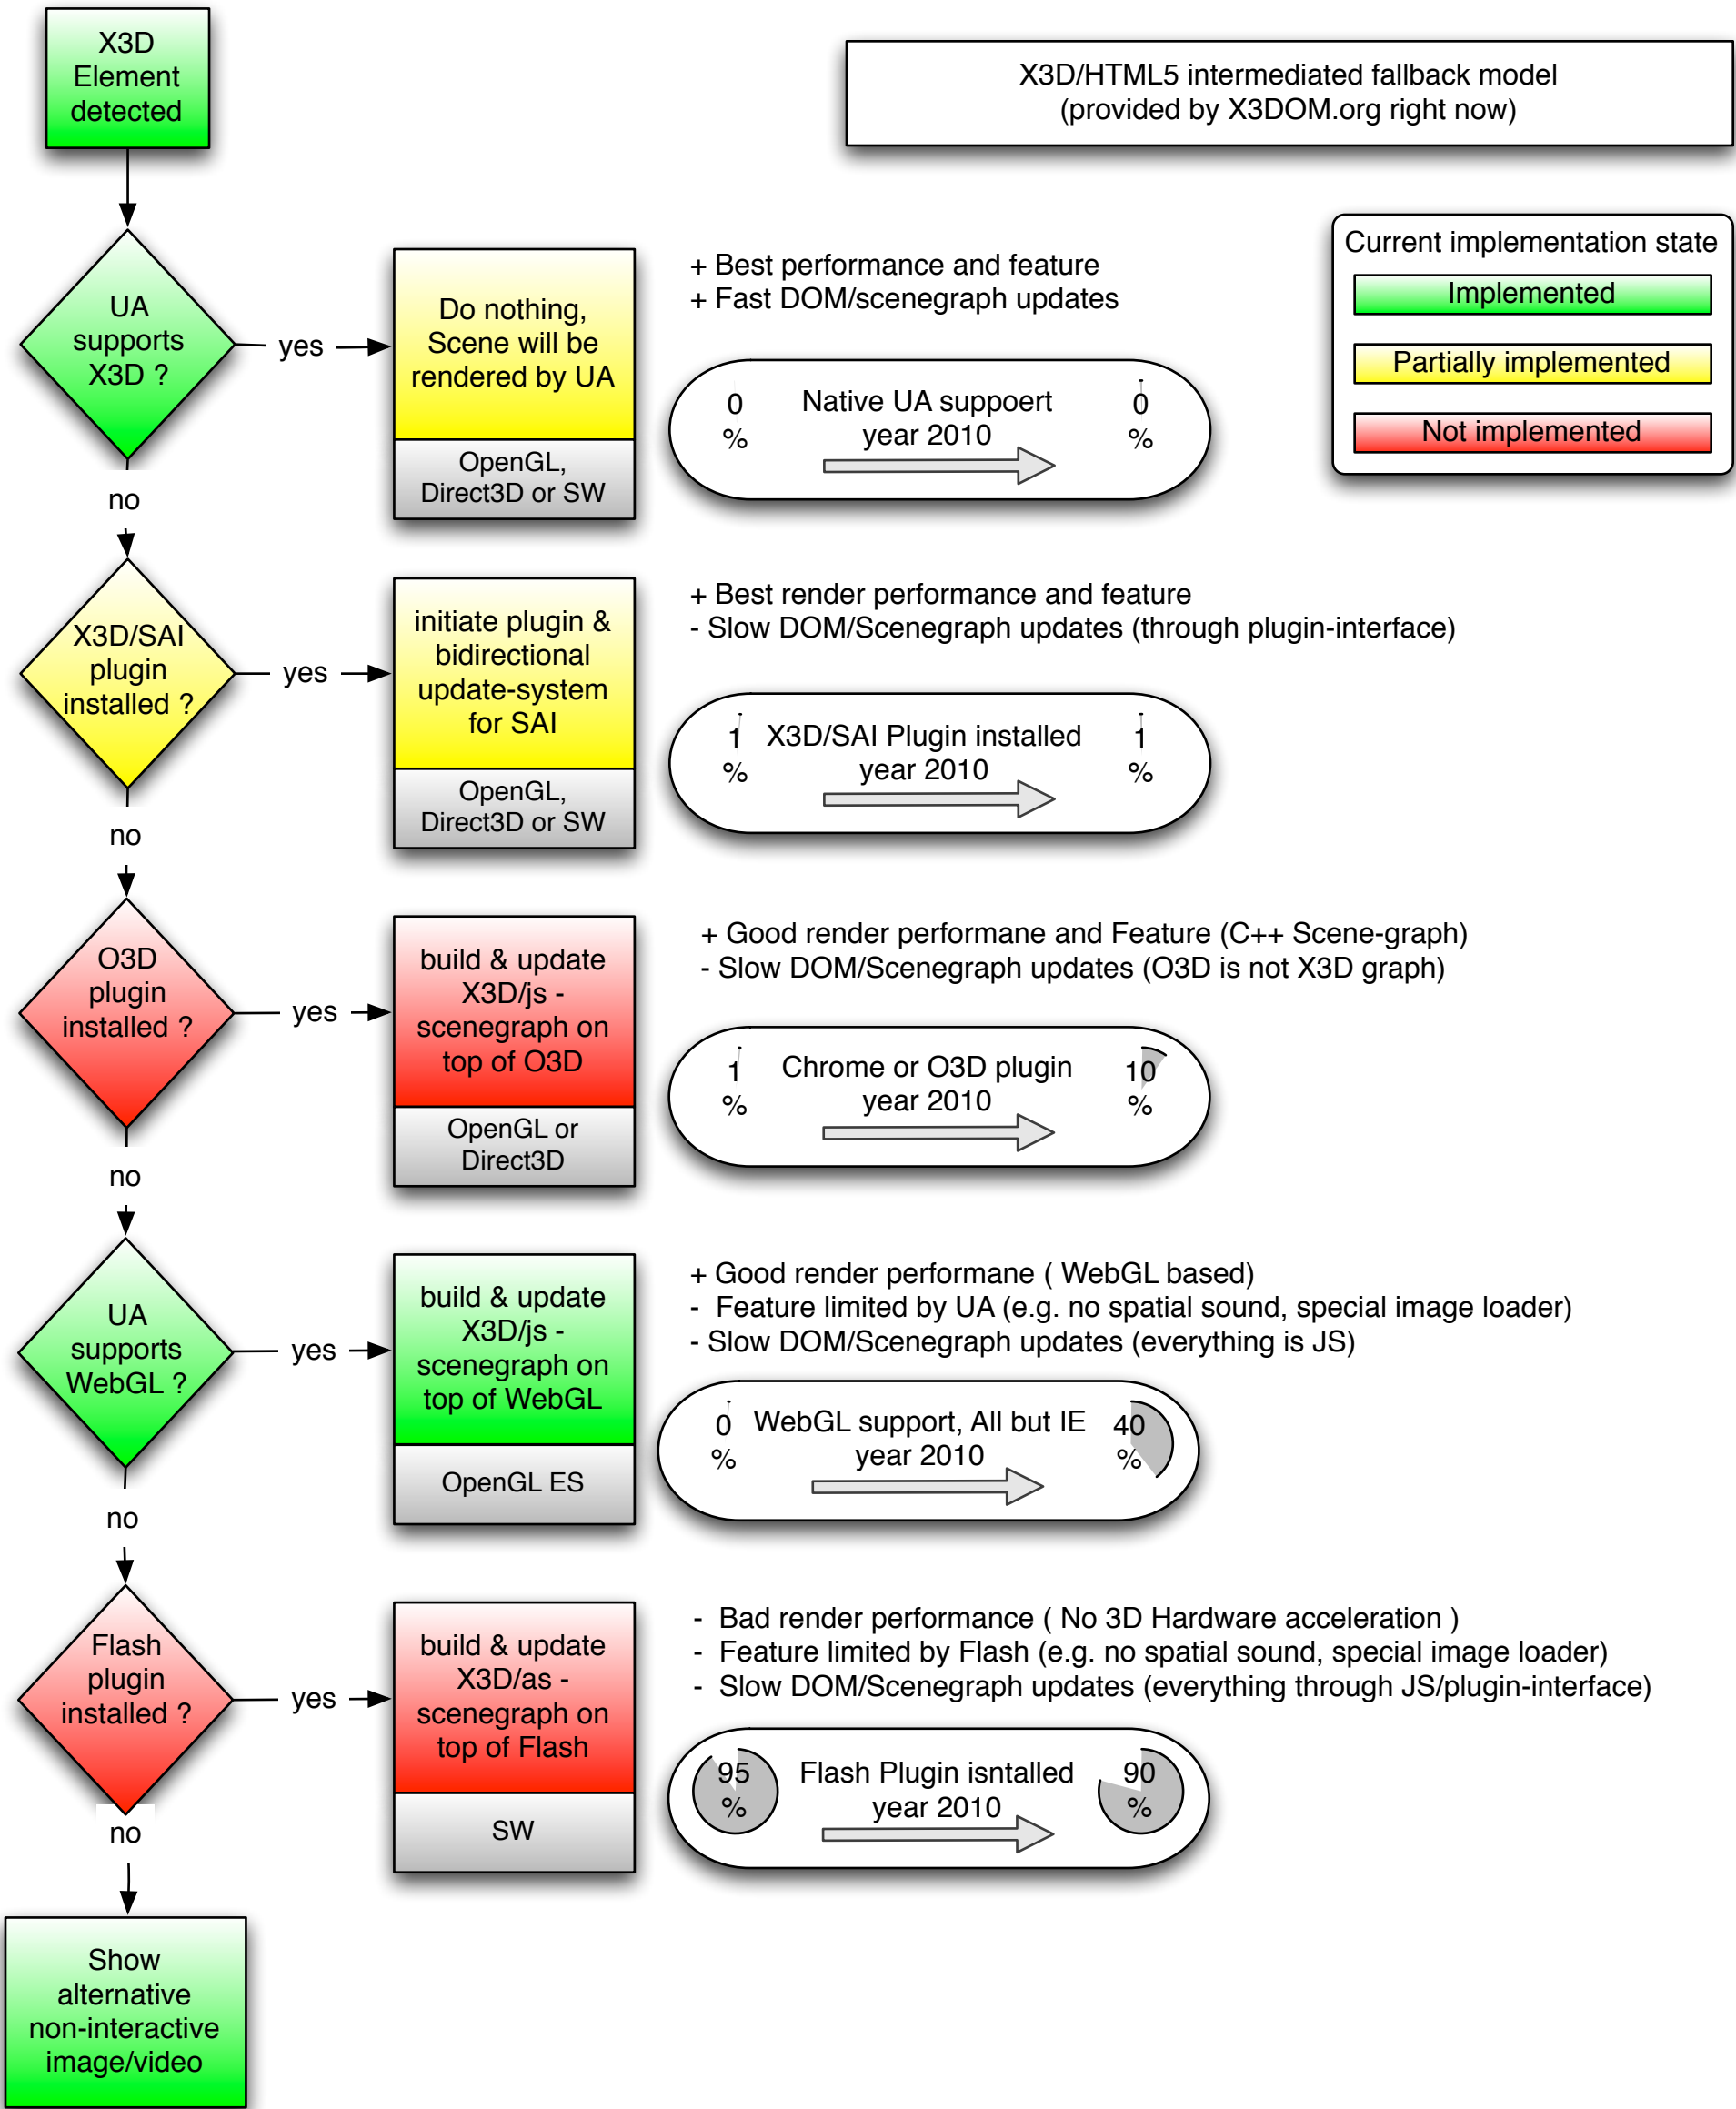 X3D
Element
detected
X3D/HTML5 intermediated fallback model
(provided by X3DOM.org right now)
Current implementation state
Implemented
Partially implemented
Not implemented
UA
supports
X3D ?
yes
no
Do nothing,
Scene will be
rendered by UA
OpenGL,
Direct3D or SW
+ Best performance and feature
+ Fast DOM/scenegraph updates
0
%
Native UA suppoert
year 2010
0
%
X3D/SAI
plugin
installed ?
yes
no
initiate plugin &
bidirectional
update-system
for SAI
OpenGL,
Direct3D or SW
+ Best render performance and feature
- Slow DOM/Scenegraph updates (through plugin-interface)
1
%
X3D/SAI Plugin installed
year 2010
1
%
O3D
plugin
installed ?
yes
no
build & update
X3D/js -
scenegraph on
top of O3D
OpenGL or
Direct3D
+ Good render performane and Feature (C++ Scene-graph)
- Slow DOM/Scenegraph updates (O3D is not X3D graph)
1
%
Chrome or O3D plugin
year 2010
10
%
UA
supports
WebGL ?
yes
no
build & update
X3D/js -
scenegraph on
top of WebGL
OpenGL ES
+ Good render performane ( WebGL based)
- Feature limited by UA (e.g. no spatial sound, special image loader)
- Slow DOM/Scenegraph updates (everything is JS)
0
%
WebGL support, All but IE
year 2010
40
%
Flash
plugin
installed ?
yes
no
build & update
X3D/as -
scenegraph on
top of Flash
SW
- Bad render performance ( No 3D Hardware acceleration )
- Feature limited by Flash (e.g. no spatial sound, special image loader)
- Slow DOM/Scenegraph updates (everything through JS/plugin-interface)
95
%
Flash Plugin isntalled
year 2010
90
%
Show
alternative
non-interactive
image/video